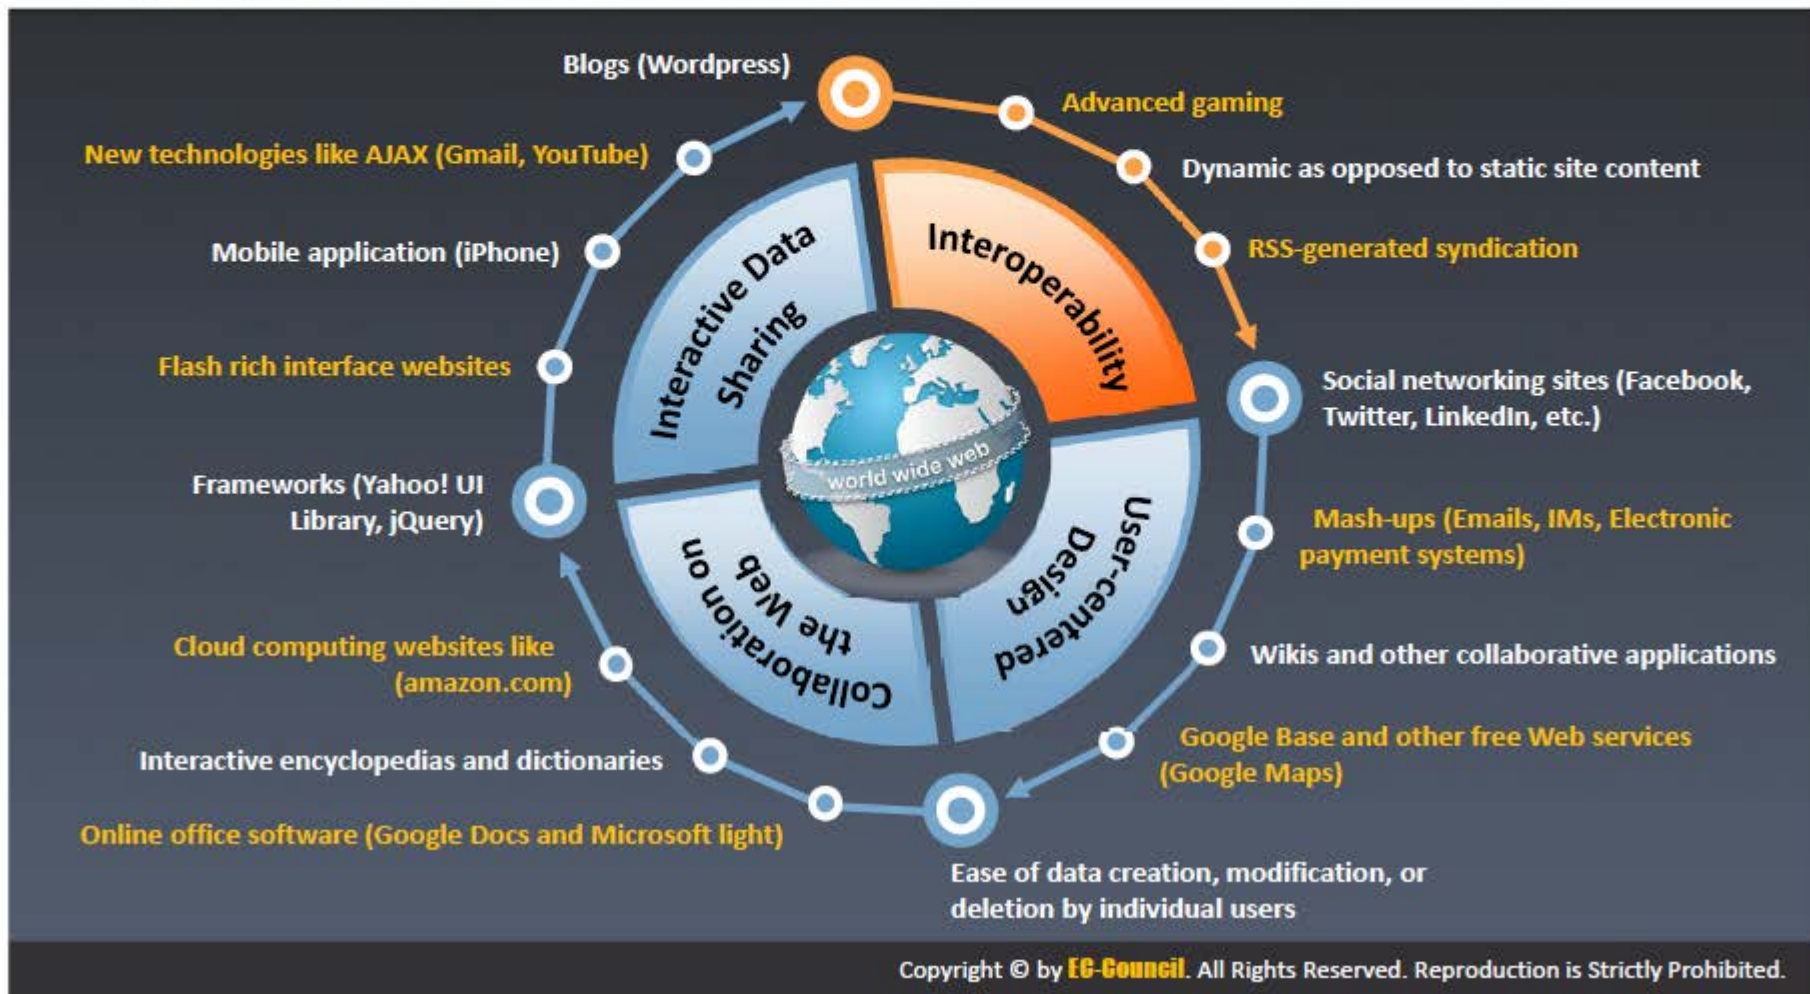 Blogs (Wordpress)
Advanced gaming
Dynamic as opposed to static site content
RSS-generated syndication
Social networking sites (Facebook,
Twitter, LinkedIn, etc.)
Mash-ups (Emails, IMs, Electronic
payment systems)
Wikis and other collaborative applications
Google Base and other free Web services
(Google Maps)
Ease of data creation, modification, or
deletion by individual users
Online office software (Google Docs and Microsoft light)
Interactive encyclopedias and dictionaries
Cloud computing websites like
(amazon.com)
Frameworks (Yahoo! UI
Library, jQuery)
Flash rich interface websites
Mobile application (iPhone)
New technologies like AJAX (Gmail, YouTube)
Interoperability
User-centered
Design
Collaboration on
the Web
Interactive Data
Sharing
world wide web
Copyright © by EC-Council. All Rights Reserved. Reproduction is Strictly Prohibited.